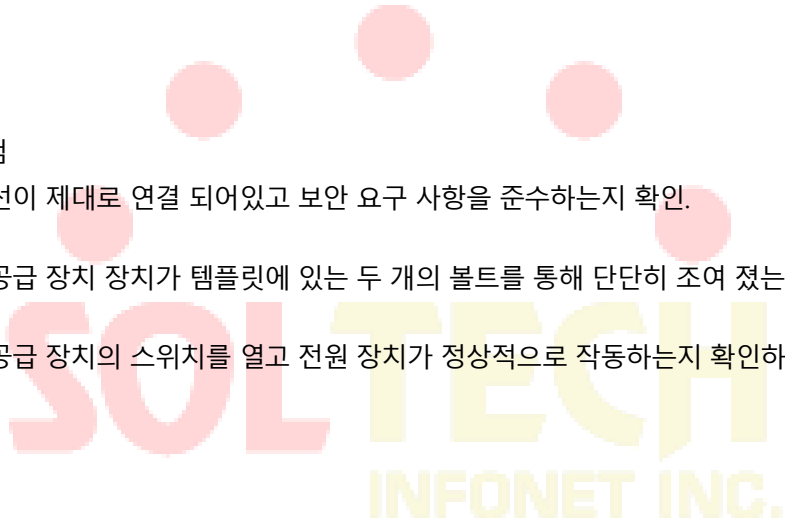 선이 제대로 연결 되어있고 보안 요구 사항을 준수하는지 확인.
공급 장치 장치가 템플릿에 있는 두 개의 볼트를 통해 단단히 조여 졌는
공급 장치의 스위치를 열고 전원 장치가 정상적으로 작동하는지 확인하
SOLTECH
INFONET INC.